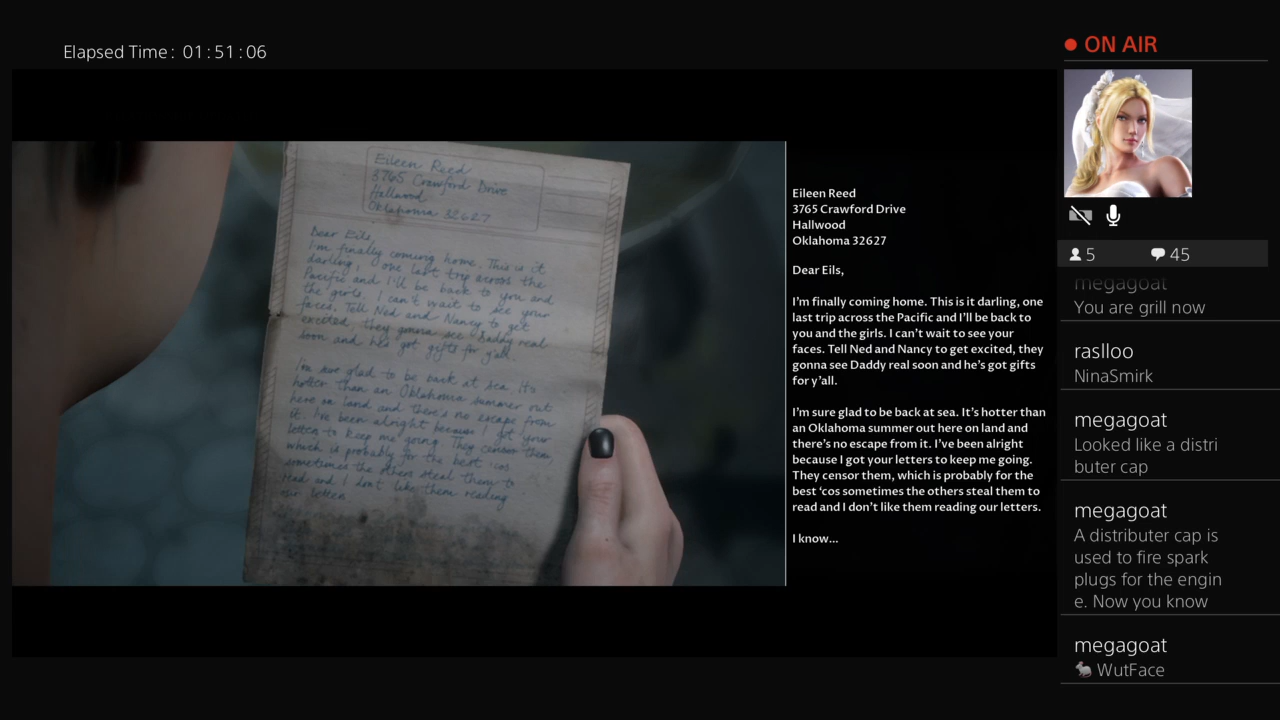 Elapsed Time: 01:51:06
Eileen Reed
3765 Crawford Drive
Hallwood
Oklahoma 32627
Dear Eils,
I'm finally coming home. This is it
darling, one last trip across the
Pacific and I'll be back to you and
the girls. I can't wait to see your
faces. Tell Ned and Nancy to get
excited, they gonna see Daddy real
soon and he's got gifts for y'all.
I'm sure glad to be back at sea. It's
hotter than an Oklahoma summer out
here on land and there's no escape from
it. I've been alright because I got your
letters to keep me going. They censor them,
which is probably for the best 'cos
sometimes the others steal them to
read and I don't like them reading
our letters.
Eileen Reed
3765 Crawford Drive
Hallwood
Oklahoma 32627
Dear Eils,
I'm finally coming home. This is it darling, one
last trip across the Pacific and I'll be back to
you and the girls. I can't wait to see your
faces. Tell Ned and Nancy to get excited, they
gonna see Daddy real soon and he's got gifts
for y'all.
I'm sure glad to be back at sea. It's hotter than
an Oklahoma summer out here on land and
there's no escape from it. I've been alright
because I got your letters to keep me going.
They censor them, which is probably for the
best 'cos sometimes the others steal them to
read and I don't like them reading our letters.
I know...
ON AIR
5
45
megagoat
You are grill now
raslloo
NinaSmirk
megagoat
Looked like a distri
buter cap
megagoat
A distributer cap is
used to fire spark
plugs for the engin
e. Now you know
megagoat
WutFace